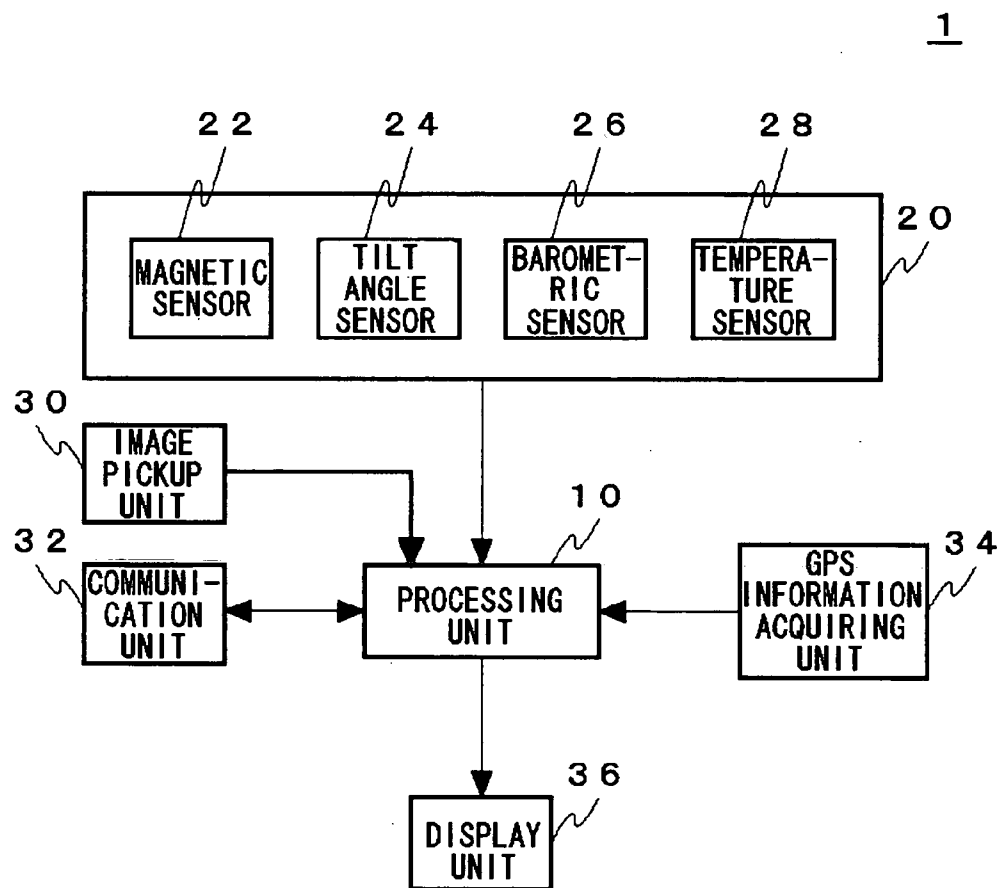 1
22 24 26 28
20
MAGNETIC
SENSOR
TILT
ANGLE
SENSOR
BAROMET-
RIC
SENSOR
TEMPERA-
TURE
SENSOR
30
IMAGE
PICKUP
UNIT
10
32
COMMUNI-
CATION
UNIT
PROCESSING
UNIT
34
GPS
INFORMATION
ACQUIRING
UNIT
36
DISPLAY
UNIT